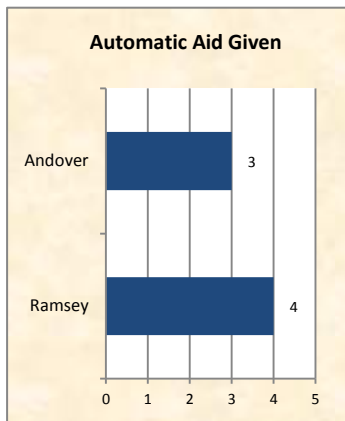 Automatic Aid Given
Andover
3
Ramsey
4
0 1 2 3 4 5